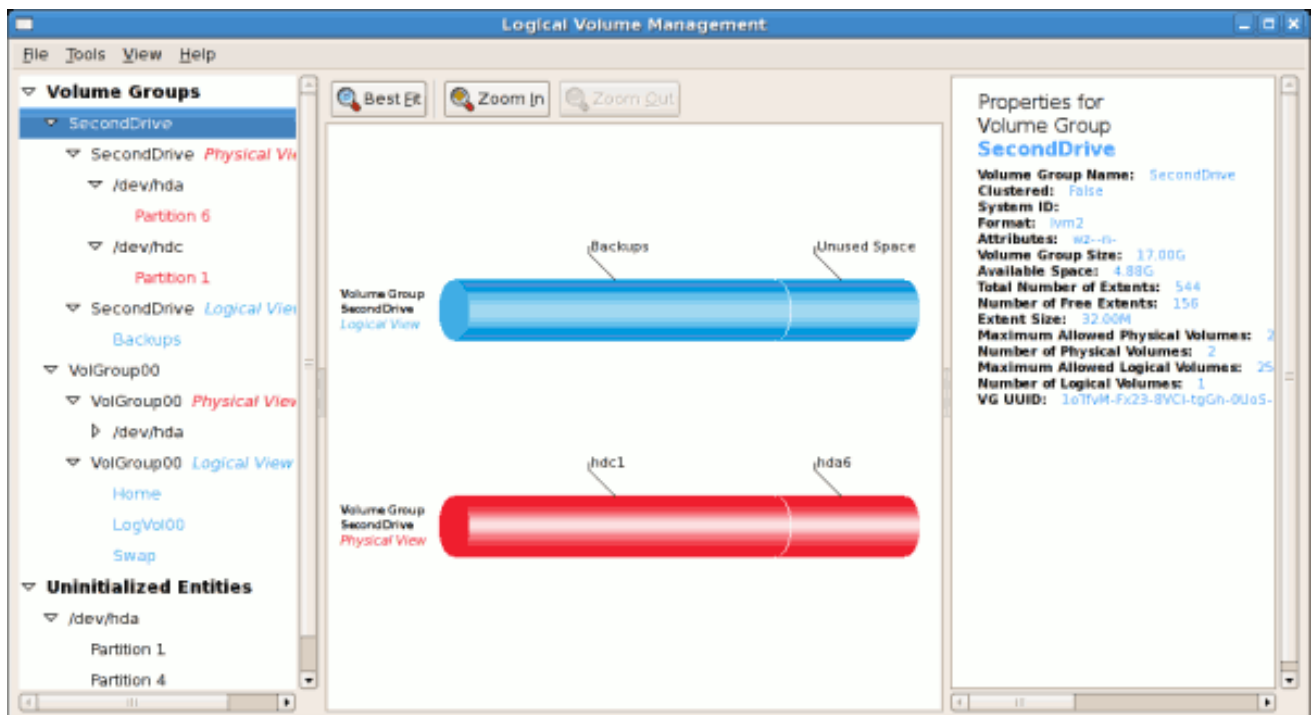 Logical Volume Management
File Tools View Help
Volume Groups
SecondDrive
SecondDrive Physical Vie
/dev/hda
Partition 6
/dev/hdc
Partition 1
SecondDrive Logical View
Backups
VolGroup00
VolGroup00 Physical View
/dev/hda
VolGroup00 Logical View
Home
LogVol00
Swap
Uninitialized Entities
/dev/hda
Partition 1
Partition 4
Best Fit Zoom In Zoom Out
Backups Unused Space
Volume Group
SecondDrive
Logical View
hdc1 hda6
Volume Group
SecondDrive
Physical View
Properties for
Volume Group
SecondDrive
Volume Group Name: SecondDrive
Clustered: False
System ID:
Format: lvm2
Attributes: wz--n-
Volume Group Size: 17.00G
Available Space: 4.88G
Total Number of Extents: 544
Number of Free Extents: 156
Extent Size: 32.00M
Maximum Allowed Physical Volumes: 2
Number of Physical Volumes: 2
Maximum Allowed Logical Volumes: 25
Number of Logical Volumes: 1
VG UUID: